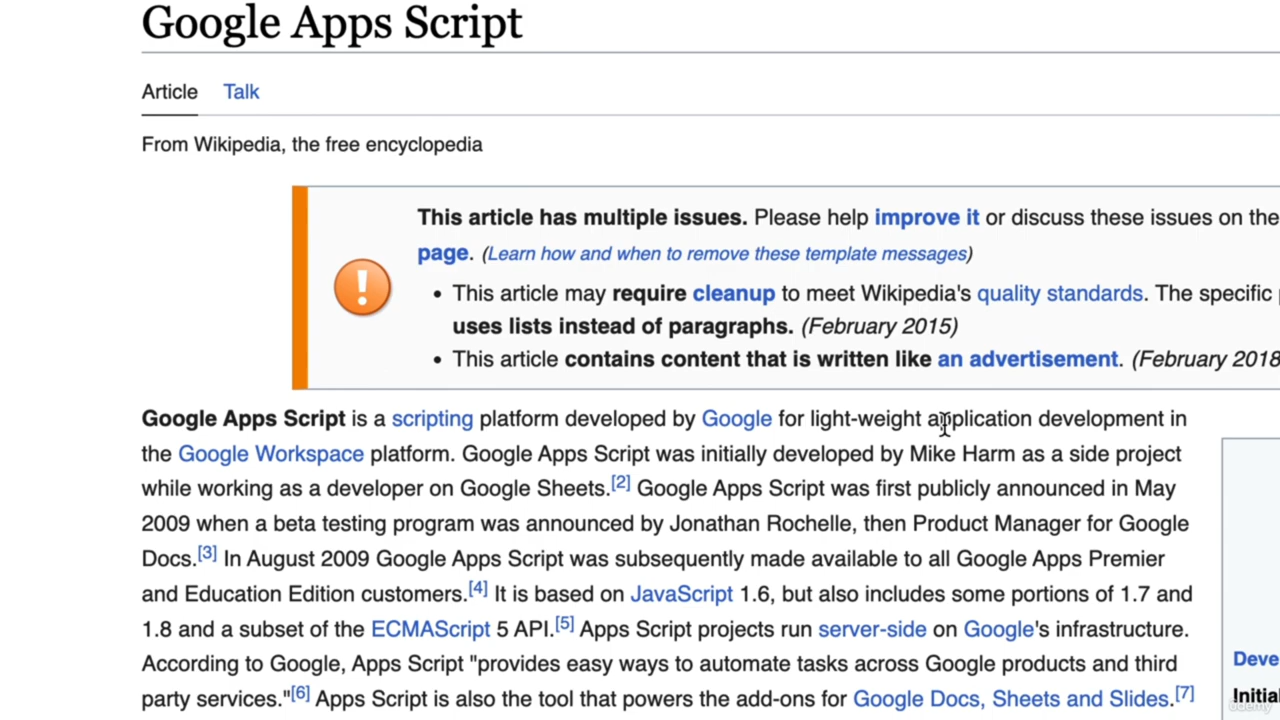 Google Apps Script
Article Talk
From Wikipedia, the free encyclopedia
This article has multiple issues. Please help improve it or discuss these issues on the
page. (Learn how and when to remove these template messages)
• This article may require cleanup to meet Wikipedia's quality standards. The specific
uses lists instead of paragraphs. (February 2015)
• This article contains content that is written like an advertisement. (February 2018
Google Apps Script is a scripting platform developed by Google for light-weight application development in
the Google Workspace platform. Google Apps Script was initially developed by Mike Harm as a side project
while working as a developer on Google Sheets.[2] Google Apps Script was first publicly announced in May
2009 when a beta testing program was announced by Jonathan Rochelle, then Product Manager for Google
Docs.[3] In August 2009 Google Apps Script was subsequently made available to all Google Apps Premier
and Education Edition customers.[4] It is based on JavaScript 1.6, but also includes some portions of 1.7 and
1.8 and a subset of the ECMAScript 5 API.[5] Apps Script projects run server-side on Google's infrastructure.
According to Google, Apps Script "provides easy ways to automate tasks across Google products and third
party services."[6] Apps Script is also the tool that powers the add-ons for Google Docs, Sheets and Slides.[7]
Deve
Initial
udemy